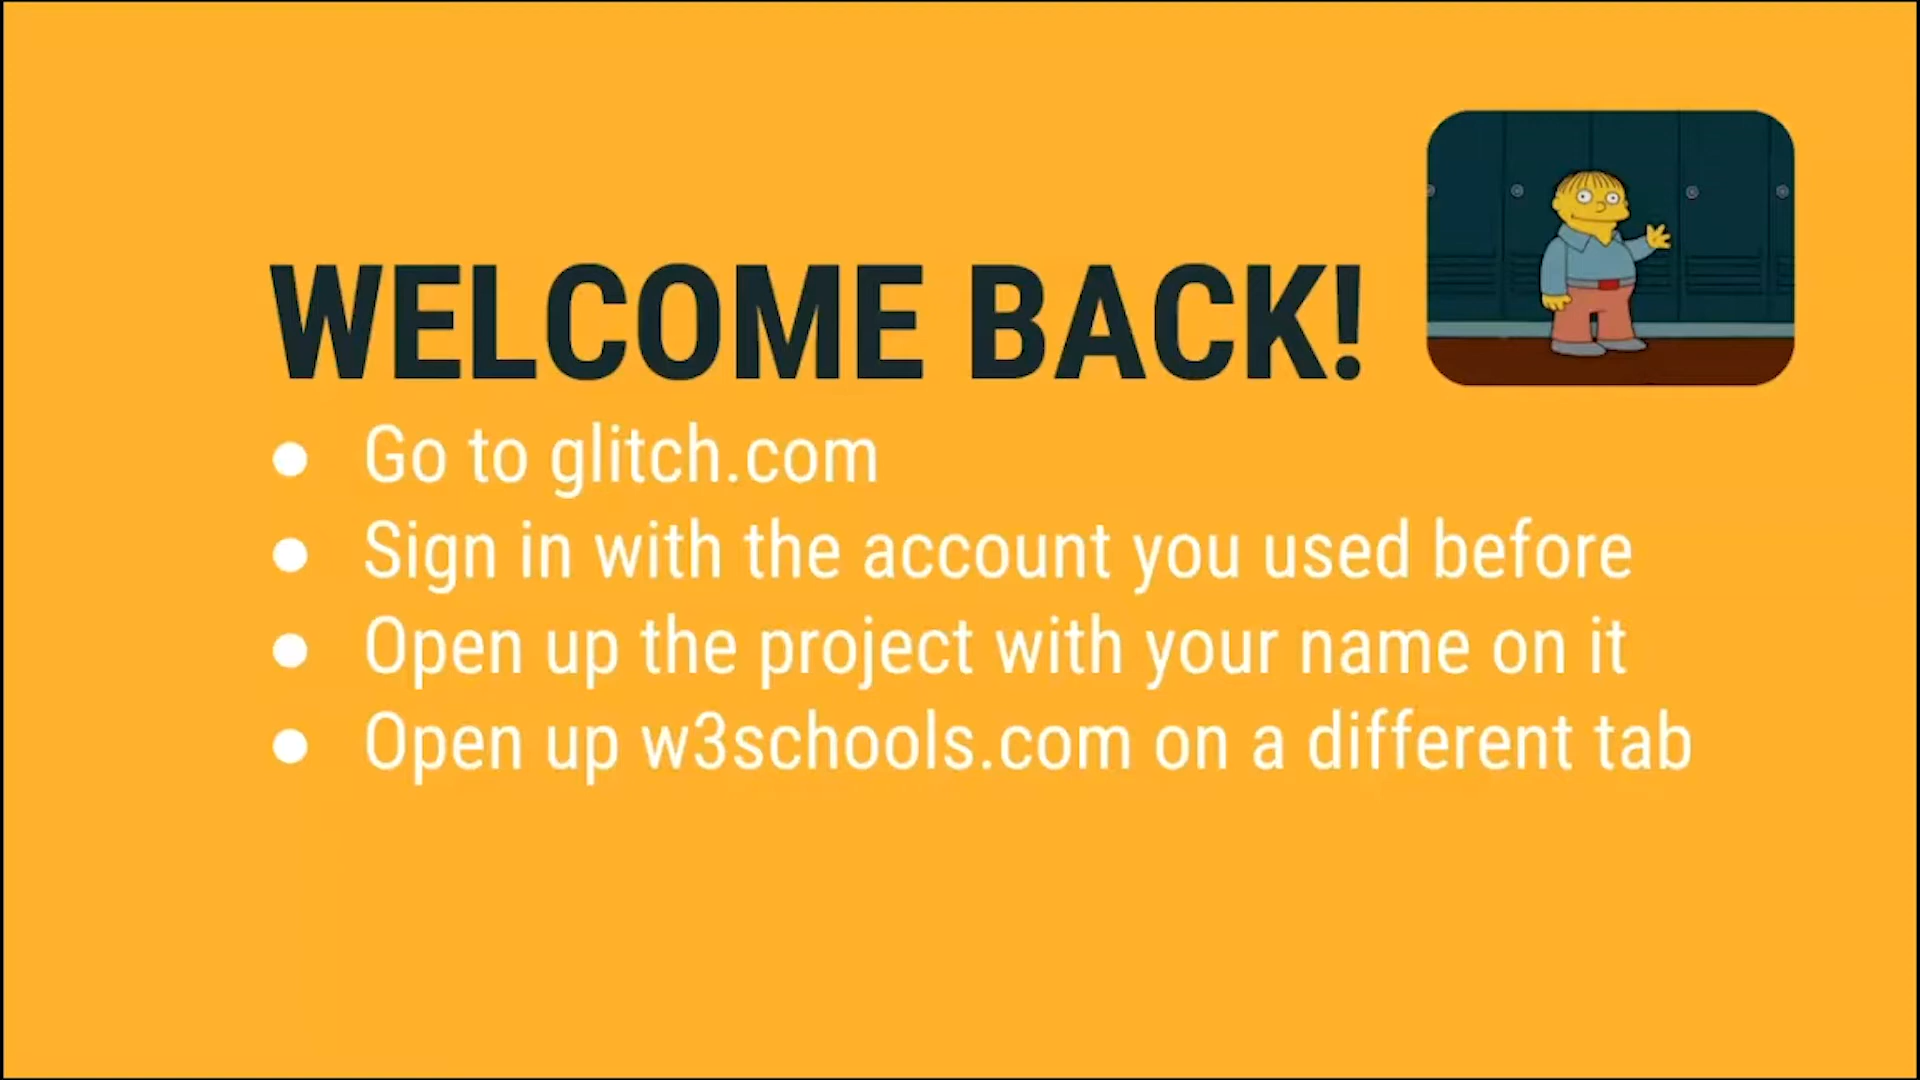 WELCOME BACK!
● Go to glitch.com
● Sign in with the account you used before
● Open up the project with your name on it
● Open up w3schools.com on a different tab